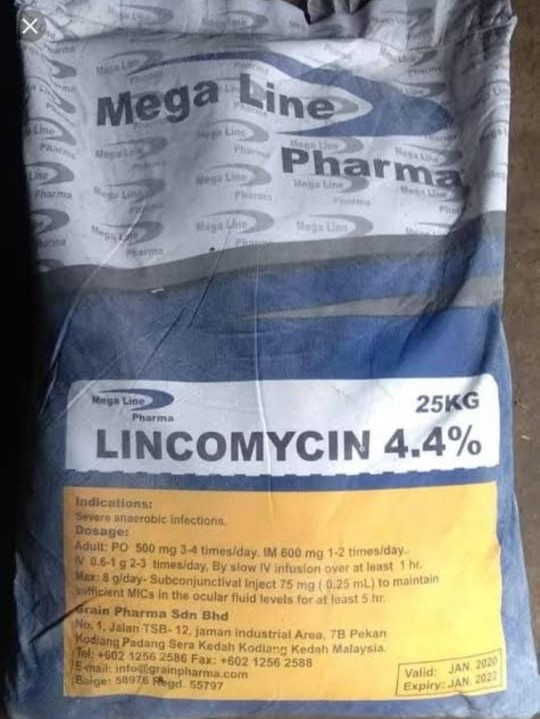 Mega Line
Pharma
Mega Line
Pharma
25KG
LINCOMYCIN 4.4%
Indications:
Severe anaerobic infections.
Dosage:
Adult: PO 500 mg 3-4 times/day. IM 600 mg 1-2 times/day..
IV 0.6-1 g 2-3 times/day. By slow IV infusion over at least 1 hr.
Max: 8 g/day- Subconjunctival Inject 75 mg ( 0.25 mL) to maintain
sufficient MICs in the ocular fluid levels for at least 5 hr.
Grain Pharma Sdn Bhd
No. 1, Jalan TSB- 12, jaman industrial Area, 7B Pekan
Kodiang Padang Sera Kedah Kodiang Kedah Malaysia.
Tel: +602 1256 2586 Fax: +602 1256 2588
E-mail: info@grainpharma.com
Baige: 58976 Regd. 55797
Valid: JAN. 2020
Expiry: JAN. 2022